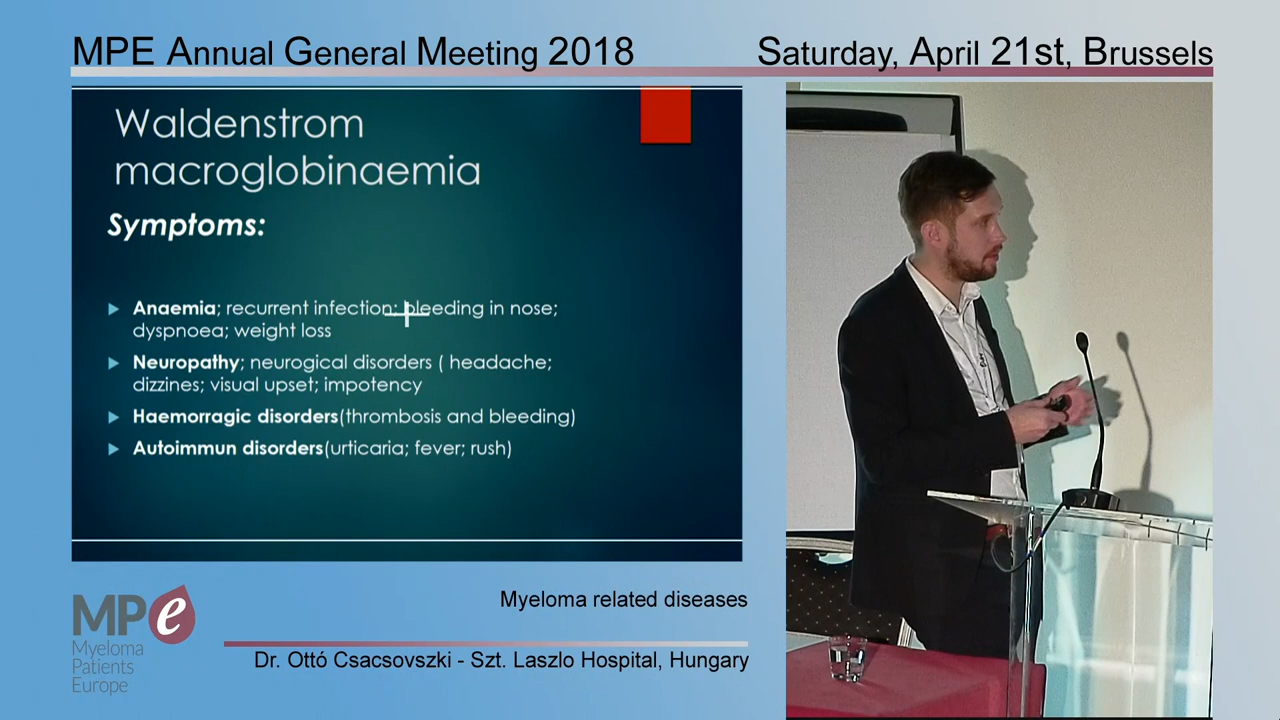 MPE Annual General Meeting 2018
Saturday, April 21st, Brussels
Waldenstrom
macroglobinaemia
Symptoms:
Anaemia; recurrent infection; bleeding in nose;
dyspnoea; weight loss
Neuropathy; neurogical disorders ( headache;
dizzines; visual upset; impotency
Haemorragic disorders(thrombosis and bleeding)
Autoimmun disorders(urticaria; fever; rush)
Myeloma related diseases
Dr. Ottó Csacsovszki - Szt. Laszlo Hospital, Hungary
MPe
Myeloma
Patients
Europe